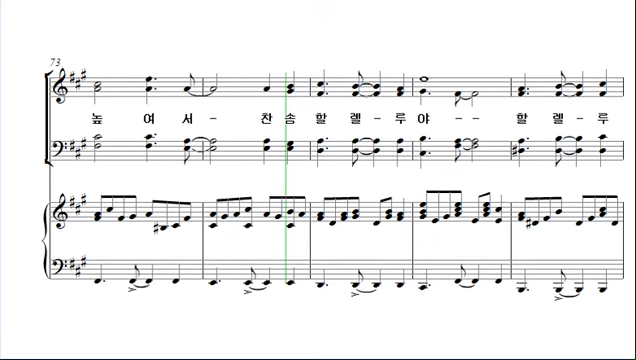 73
높 여 서 - 찬 송 할 렐 - 루 야 - - 할 렐 - 루